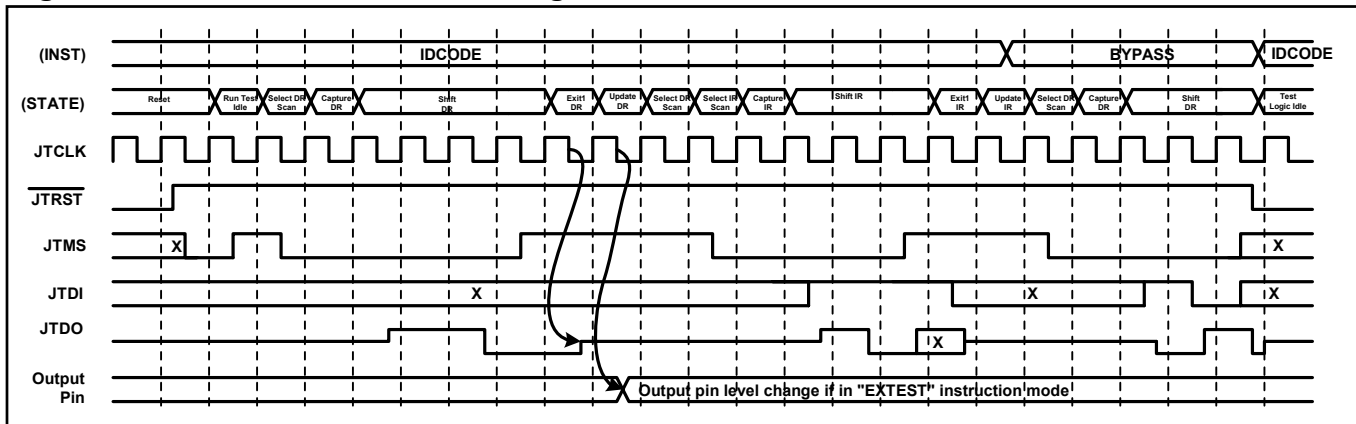 (INST) IDCODE BYPASS IDCODE
(STATE) Reset Run Test Idle Select DR Scan Capture DR Shift DR Exit1 DR Update DR Select DR Scan Select IR Scan Capture IR Shift IR Exit1 IR Update IR Select DR Scan Capture DR Shift DR Test Logic Idle
JTCLK
JTRST
JTMS X X
JTDI X X X
JTDO X
Output Pin Output pin level change if in "EXTEST" instruction mode